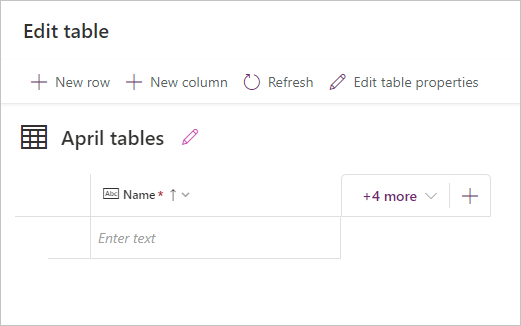 Edit table
New row New column Refresh Edit table properties
April tables
Abc Name * +4 more
Enter text